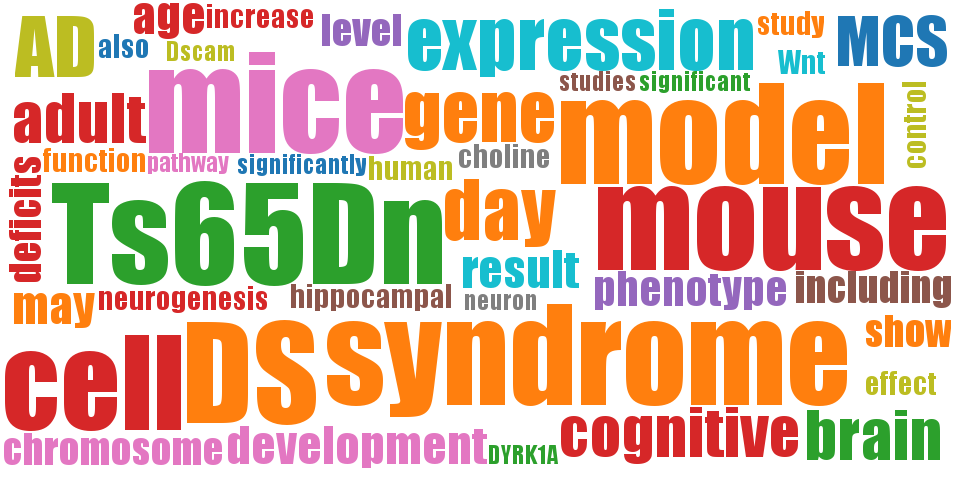 AD
also
age
increase
Dscam
level
expression
study
Wnt
MCS
mice
studies
significant
adult
gene
model
control
function
pathway
significantly
human
choline
deficits
Ts65Dn
day
mouse
result
phenotype
including
may
neurogenesis
hippocampal
neuron
DS
syndrome
show
cell
effect
chromosome
development
DYRK1A
cognitive
brain